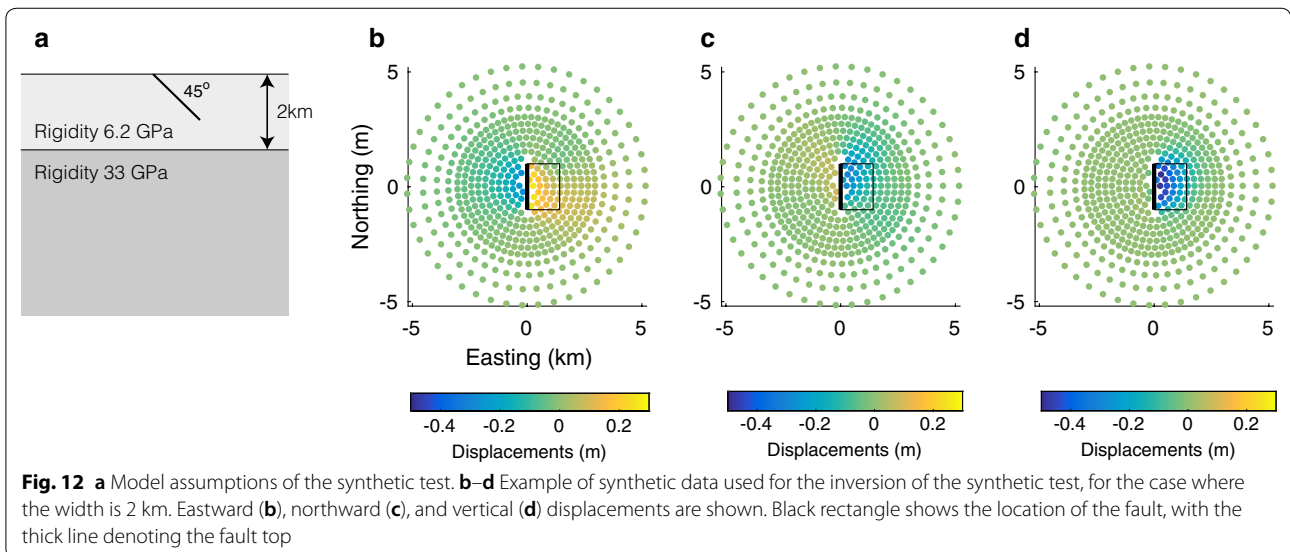 a
45°
2km
Rigidity 6.2 GPa
Rigidity 33 GPa
b
5
0
-5
Northing (m)
-5 0 5
Easting (km)
-0.4 -0.2 0 0.2
Displacements (m)
c
5
0
-5
-5 0 5
-0.4 -0.2 0 0.2
Displacements (m)
d
5
0
-5
-5 0 5
-0.4 -0.2 0 0.2
Displacements (m)
Fig. 12 a Model assumptions of the synthetic test. b–d Example of synthetic data used for the inversion of the synthetic test, for the case where
the width is 2 km. Eastward (b), northward (c), and vertical (d) displacements are shown. Black rectangle shows the location of the fault, with the
thick line denoting the fault top